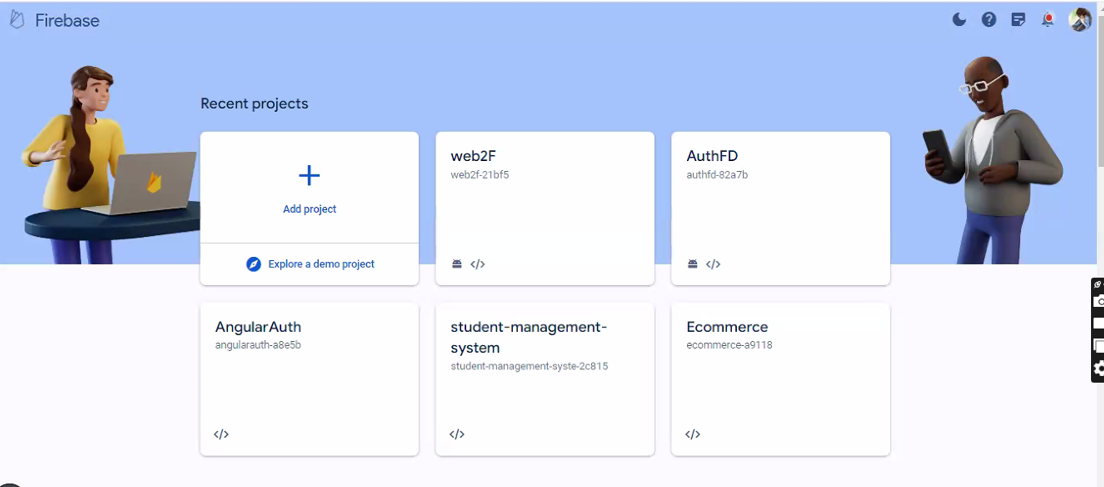 Firebase
Recent projects
Add project
Explore a demo project
web2F
web2f-21bf5
AuthFD
authfd-82a7b
AngularAuth
angularauth-a8e5b
student-management-
system
student-management-syste-2c815
Ecommerce
ecommerce-a9118